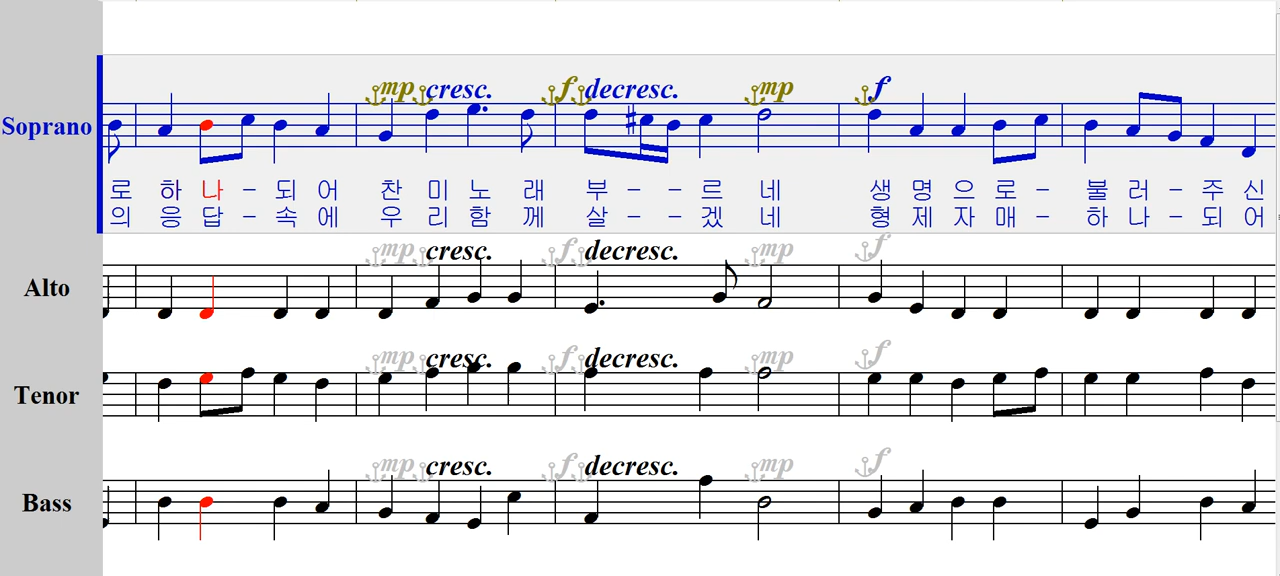 mp cresc. f decresc. mp f
Soprano
로 하 나 - 되 어 찬 미 노 래 부 - - 르 네 생 명 으 로 - 불 러 - 주 신
의 응 답 - 속 에 우 리 함 께 살 - - 겠 네 형 제 자 매 - 하 나 - 되 어
mp cresc. f decresc. mp f
Alto
mp cresc. f decresc. mp f
Tenor
mp cresc. f decresc. mp f
Bass